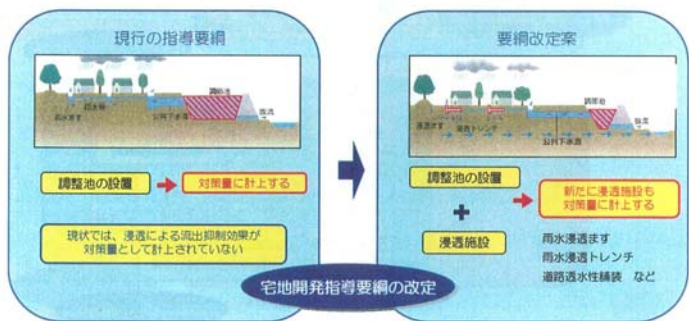 現行の指導要綱
調節池
雨水ます
公共下水道
放流
調整池の設置
対策量に計上する
現状では、浸透による流出抑制効果が
対策量として計上されていない
要綱改定案
調節池
浸透ます
浸透トレンチ
公共下水道
放流
調整池の設置
＋
浸透施設
新たに浸透施設も
対策量に計上する
雨水浸透ます
雨水浸透トレンチ
道路透水性舗装 など
宅地開発指導要綱の改定